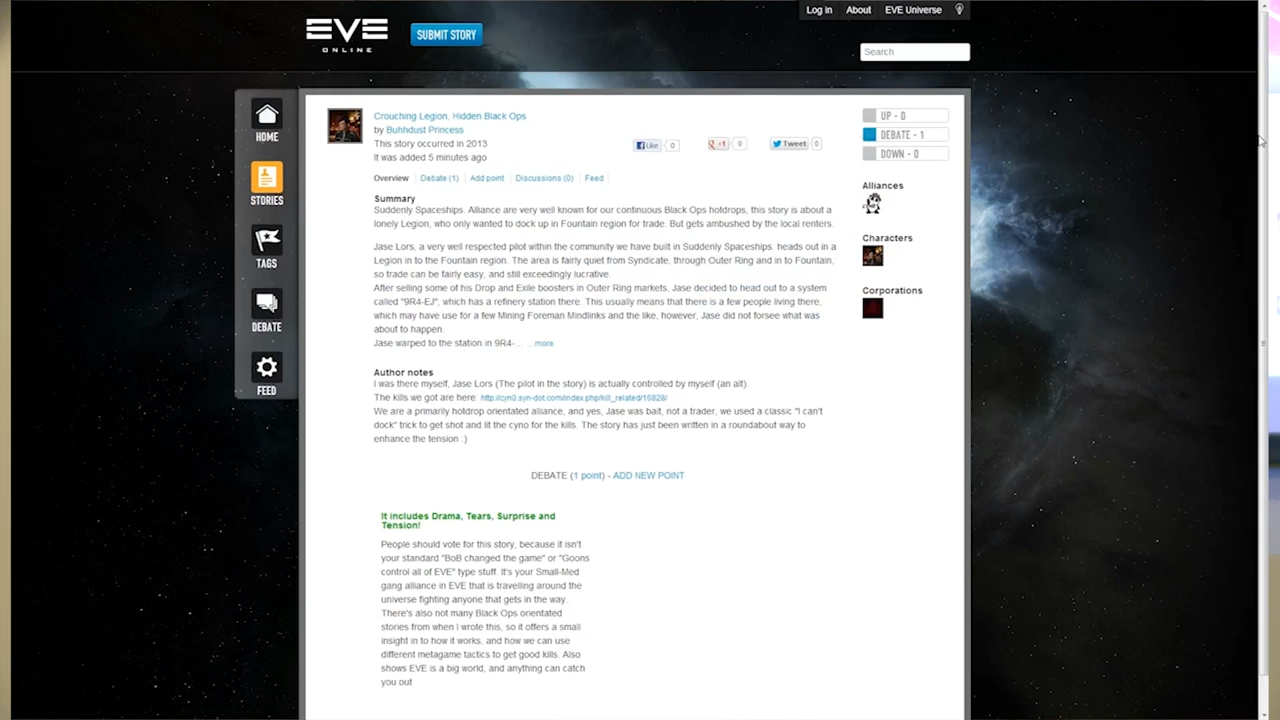 Log in About EVE Universe
EVE
ONLINE
SUBMIT STORY
Search
HOME
STORIES
TAGS
DEBATE
FEED
Crouching Legion, Hidden Black Ops
by Buhhdust Princess
This story occurred in 2013
It was added 5 minutes ago
Like 0
g +1 0
Tweet 0
Overview Debate (1) Add point Discussions (0) Feed
UP - 0
DEBATE - 1
DOWN - 0
Alliances
Characters
Corporations
Summary
Suddenly Spaceships. Alliance are very well known for our continuous Black Ops hotdrops, this story is about a
lonely Legion, who only wanted to dock up in Fountain region for trade. But gets ambushed by the local renters.
Jase Lors, a very well respected pilot within the community we have built in Suddenly Spaceships. heads out in a
Legion in to the Fountain region. The area is fairly quiet from Syndicate, through Outer Ring and in to Fountain,
so trade can be fairly easy, and still exceedingly lucrative.
After selling some of his Drop and Exile boosters in Outer Ring markets, Jase decided to head out to a system
called "9R4-EJ", which has a refinery station there. This usually means that there is a few people living there,
which may have use for a few Mining Foreman Mindlinks and the like, however, Jase did not forsee what was
about to happen.
Jase warped to the station in 9R4-... ...more
Author notes
I was there myself, Jase Lors (The pilot in the story) is actually controlled by myself (an alt).
The kills we got are here. http://cyn0.syn-dot.com/index.php/kill_related/16828/
We are a primarily hotdrop orientated alliance, and yes, Jase was bait, not a trader, we used a classic "I can't
dock" trick to get shot and lit the cyno for the kills. The story has just been written in a roundabout way to
enhance the tension :)
DEBATE (1 point) - ADD NEW POINT
It includes Drama, Tears, Surprise and
Tension!
People should vote for this story, because it isn't
your standard "BoB changed the game" or "Goons
control all of EVE" type stuff. It's your Small-Med
gang alliance in EVE that is travelling around the
universe fighting anyone that gets in the way.
There's also not many Black Ops orientated
stories from when I wrote this, so it offers a small
insight in to how it works, and how we can use
different metagame tactics to get good kills. Also
shows EVE is a big world, and anything can catch
you out